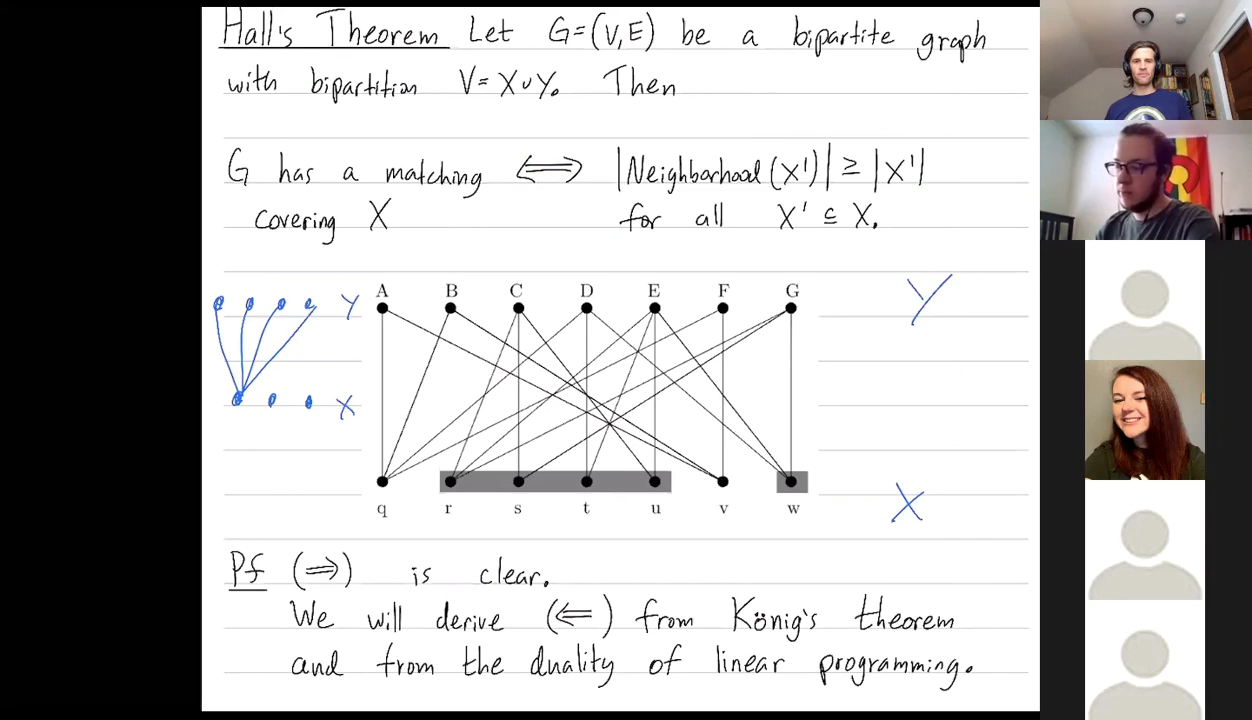 Hall's Theorem Let G=(V,E) be a bipartite graph
with bipartition V= X∪Y. Then
G has a matching ⟺ |Neighborhood (X')| ≥ |X'|
covering X for all X' ⊆ X.
A B C D E F G
Y Y
X
q r s t u v w
X
Pf (⇒) is clear.
We will derive (⇐) from König's theorem
and from the duality of linear programming.